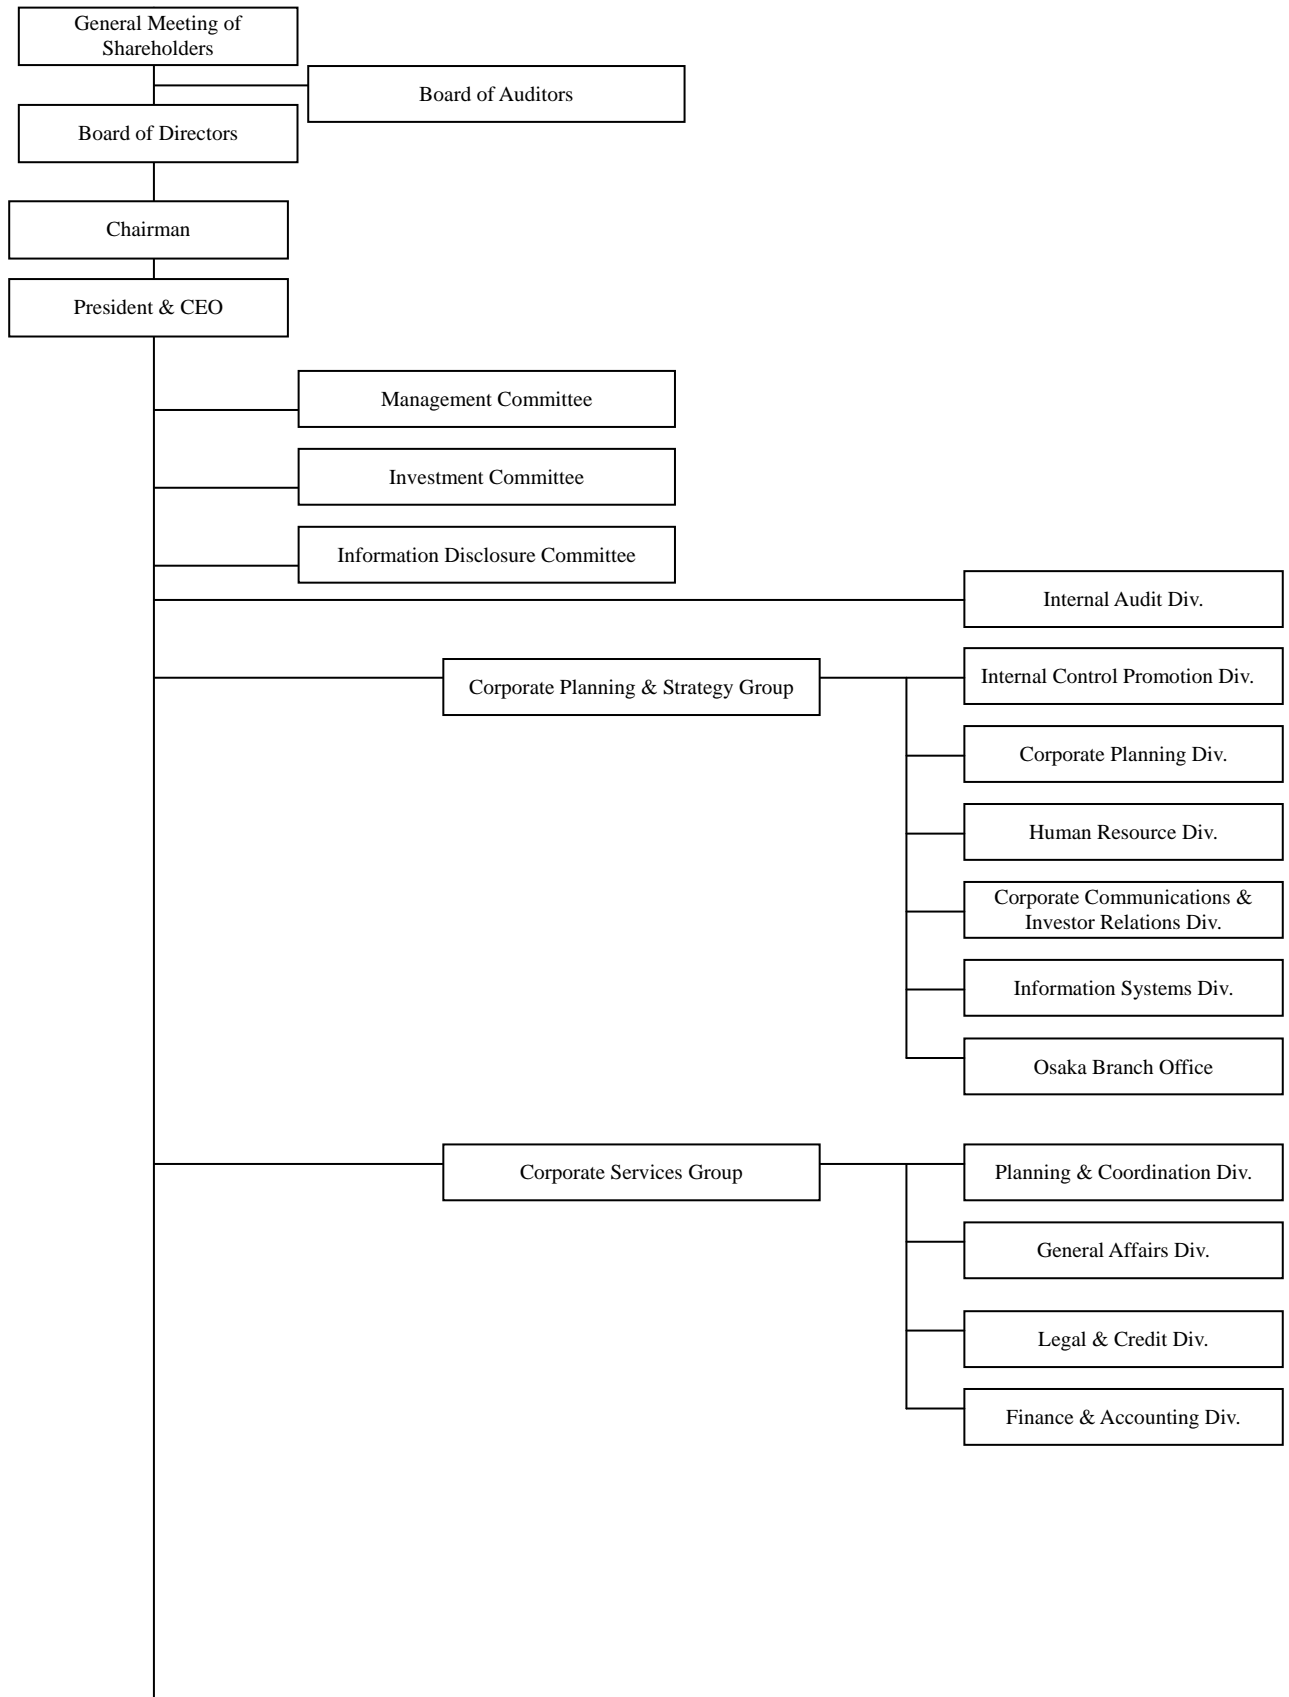 General Meeting of
Shareholders
Board of Auditors
Board of Directors
Chairman
President & CEO
Management Committee
Investment Committee
Information Disclosure Committee
Internal Audit Div.
Corporate Planning & Strategy Group
Internal Control Promotion Div.
Corporate Planning Div.
Human Resource Div.
Corporate Communications &
Investor Relations Div.
Information Systems Div.
Osaka Branch Office
Corporate Services Group
Planning & Coordination Div.
General Affairs Div.
Legal & Credit Div.
Finance & Accounting Div.